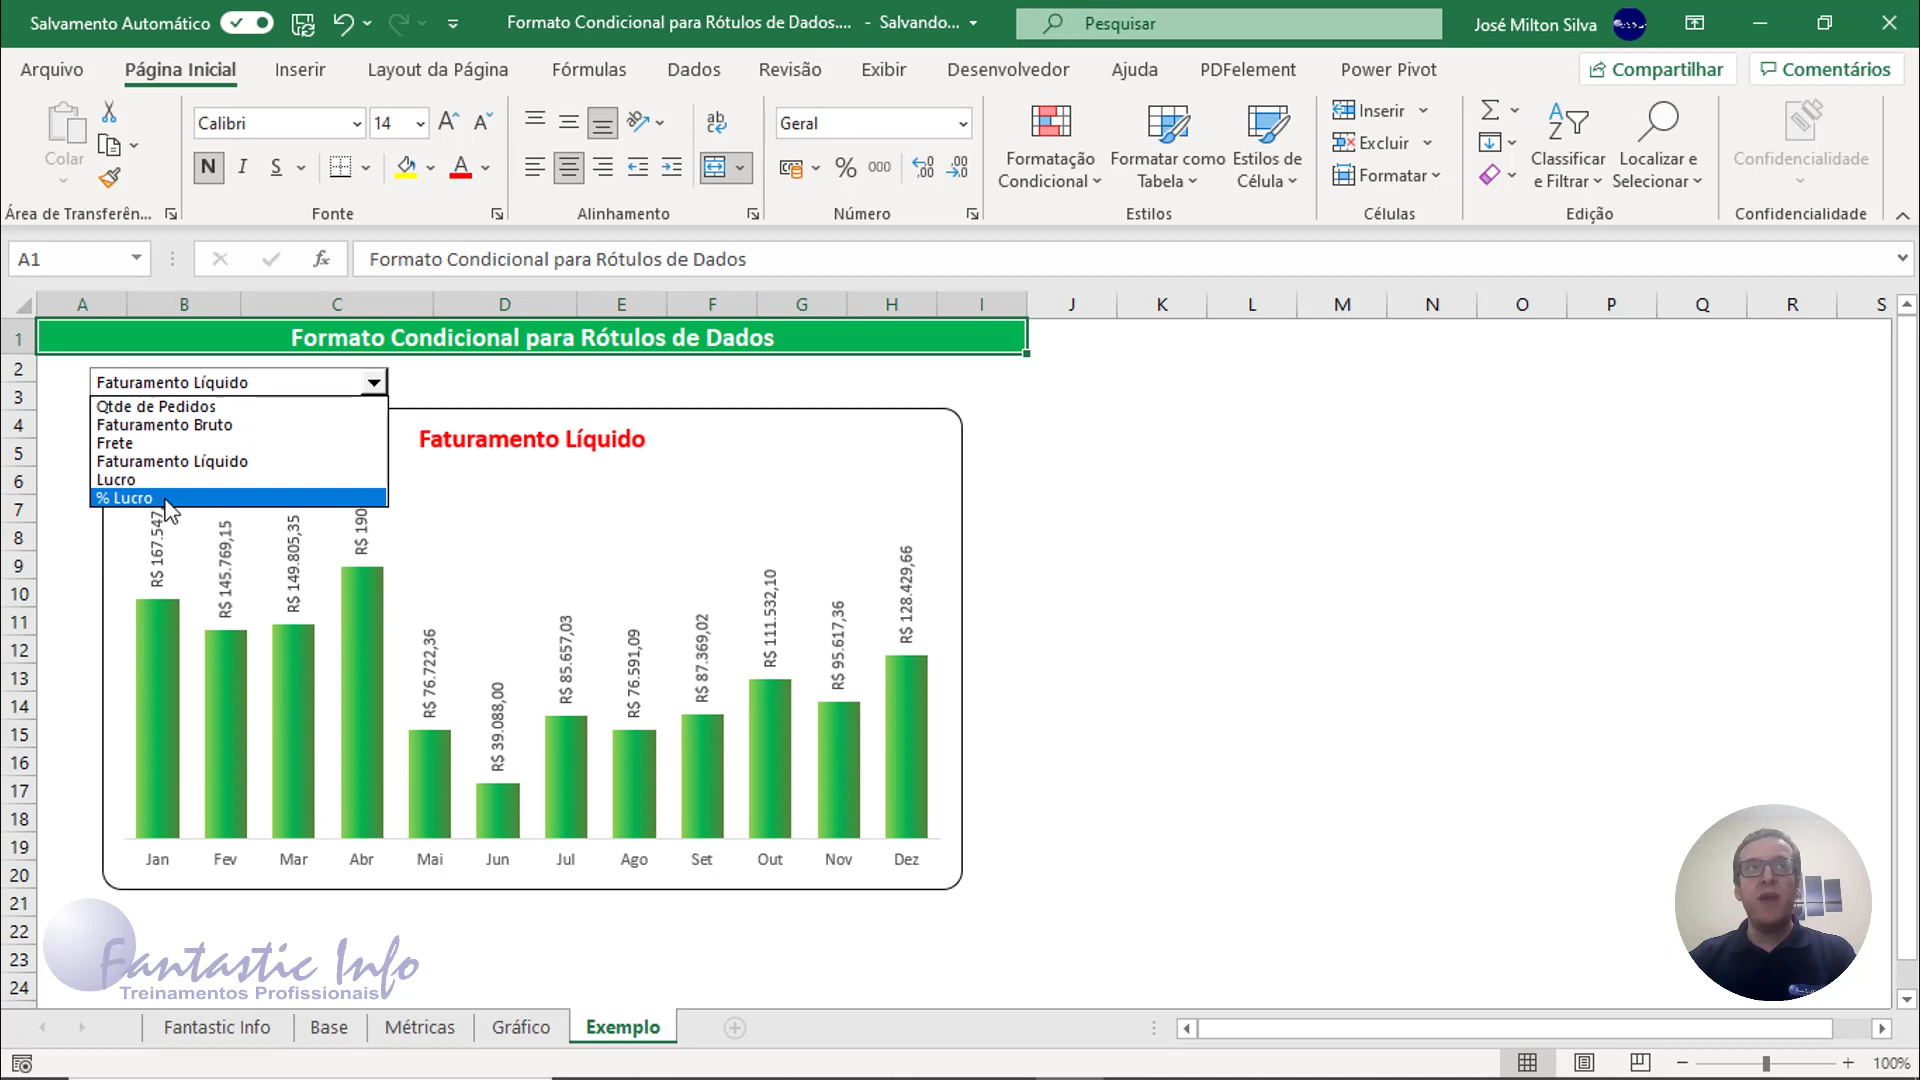 Salvamento Automático
Formato Condicional para Rótulos de Dados.... - Salvando...
Pesquisar
José Milton Silva
Arquivo
Página Inicial
Inserir
Layout da Página
Fórmulas
Dados
Revisão
Exibir
Desenvolvedor
Ajuda
PDFelement
Power Pivot
Compartilhar
Comentários
Colar
Área de Transferên...
Calibri
14
N I S
Fonte
ab
Alinhamento
Geral
% 000
Número
Formatação Condicional
Formatar como Tabela
Estilos de Célula
Estilos
Inserir
Excluir
Formatar
Células
Classificar e Filtrar
Localizar e Selecionar
Edição
Confidencialidade
Confidencialidade
A1
fx
Formato Condicional para Rótulos de Dados
A B C D E F G H I J K L M N O P Q R S
1 2 3 4 5 6 7 8 9 10 11 12 13 14 15 16 17 18 19 20 21 22 23 24
Formato Condicional para Rótulos de Dados
Faturamento Líquido
Qtde de Pedidos
Faturamento Bruto
Frete
Faturamento Líquido
Lucro
% Lucro
Faturamento Líquido
R$ 167.547
R$ 145.769,15
R$ 149.805,35
R$ 190
R$ 76.722,36
R$ 39.088,00
R$ 85.657,03
R$ 76.591,09
R$ 87.369,02
R$ 111.532,10
R$ 95.617,36
R$ 128.429,66
Jan Fev Mar Abr Mai Jun Jul Ago Set Out Nov Dez
Fantastic Info
Treinamentos Profissionais
Fantastic Info
Base
Métricas
Gráfico
Exemplo
100%